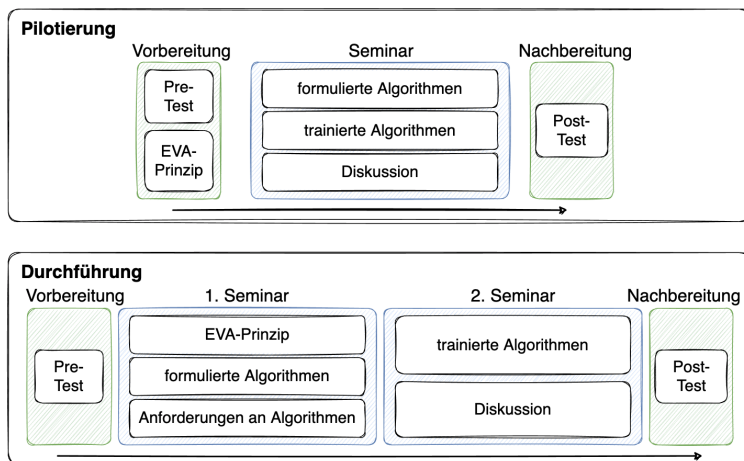 Pilotierung
Vorbereitung
Seminar
Nachbereitung
Pre-
Test
EVA-
Prinzip
formulierte Algorithmen
trainierte Algorithmen
Diskussion
Post-
Test
Durchführung
Vorbereitung
1. Seminar
2. Seminar
Nachbereitung
Pre-
Test
EVA-Prinzip
formulierte Algorithmen
Anforderungen an Algorithmen
trainierte Algorithmen
Diskussion
Post-
Test